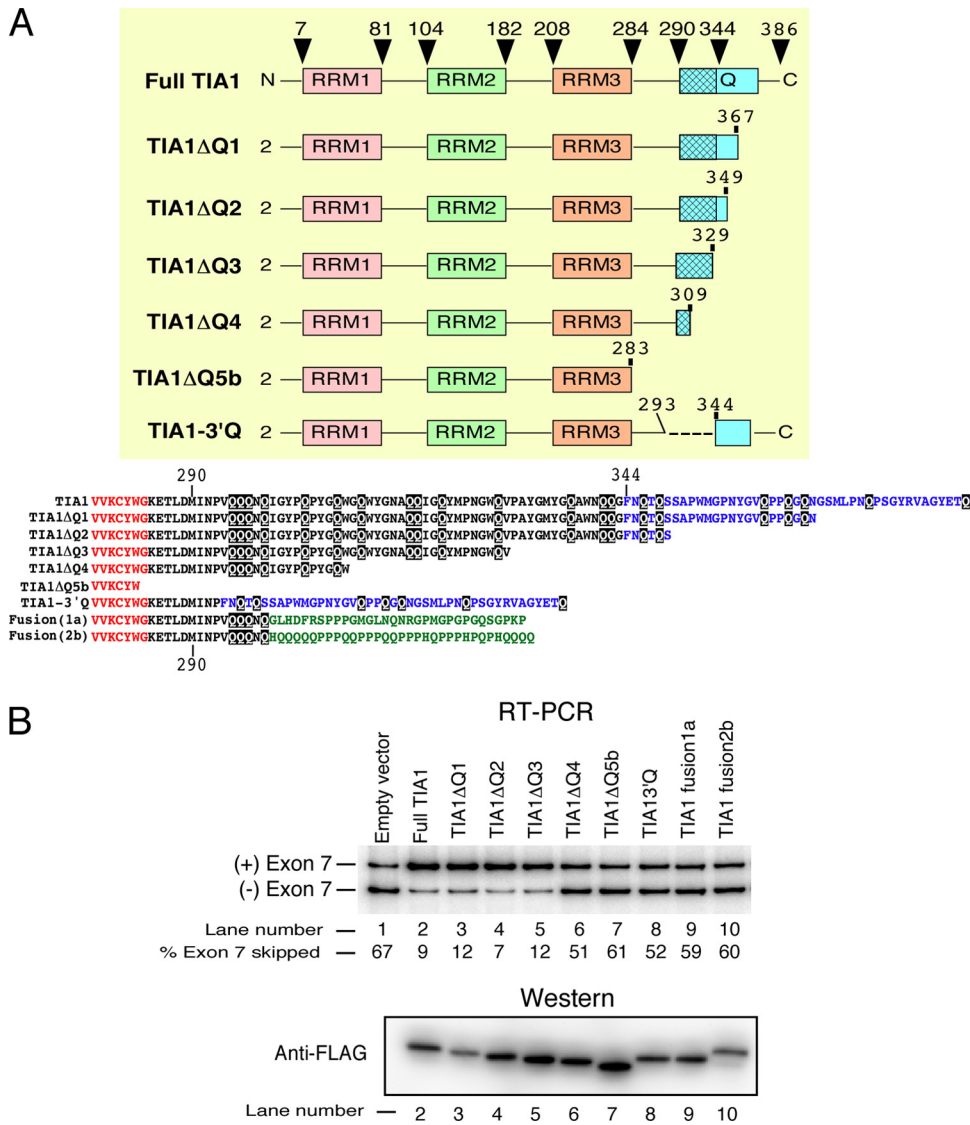 A
7 81 104 182 208 284 290 344 386
Full TIA1 N RRM1 RRM2 RRM3 Q C
367
TIA1ΔQ1 2 RRM1 RRM2 RRM3
349
TIA1ΔQ2 2 RRM1 RRM2 RRM3
329
TIA1ΔQ3 2 RRM1 RRM2 RRM3
309
TIA1ΔQ4 2 RRM1 RRM2 RRM3
283
TIA1ΔQ5b 2 RRM1 RRM2 RRM3
293 344
TIA1-3'Q 2 RRM1 RRM2 RRM3 C
290 344
TIA1 VVKCYWGKETLDMINPVQQQNQIGYPQPYGQWGQWYGNAQQIGQYMPNGWQVPAYGMYGQAWNQQGFNQTQSSAPWMGPNYGVQPPQGQNGSMLPNQPSGYRVAGYETQ
TIA1ΔQ1 VVKCYWGKETLDMINPVQQQNQIGYPQPYGQWGQWYGNAQQIGQYMPNGWQVPAYGMYGQAWNQQGFNQTQSSAPWMGPNYGVQPPQGQN
TIA1ΔQ2 VVKCYWGKETLDMINPVQQQNQIGYPQPYGQWGQWYGNAQQIGQYMPNGWQVPAYGMYGQAWNQQGFNQTQS
TIA1ΔQ3 VVKCYWGKETLDMINPVQQQNQIGYPQPYGQWGQWYGNAQQIGQYMPNGWQV
TIA1ΔQ4 VVKCYWGKETLDMINPVQQQNQIGYPQPYGQW
TIA1ΔQ5b VVKCYW
TIA1-3'Q VVKCYWGKETLDMINPFNQTQSSAPWMGPNYGVQPPQGQNGSMLPNQPSGYRVAGYETQ
Fusion(1a) VVKCYWGKETLDMINPVQQQNQGLHDFRSPPPGMGLNQNRGPMGPGPGQSGPKP
Fusion(2b) VVKCYWGKETLDMINPVQQQNQHQQQQQPPPQQPPPQQPPPHQPPPHPQPHQQQQ
290
B
RT-PCR
Empty vector
Full TIA1
TIA1ΔQ1
TIA1ΔQ2
TIA1ΔQ3
TIA1ΔQ4
TIA1ΔQ5b
TIA13'Q
TIA1 fusion1a
TIA1 fusion2b
(+) Exon 7
(-) Exon 7
Lane number 1 2 3 4 5 6 7 8 9 10
% Exon 7 skipped 67 9 12 7 12 51 61 52 59 60
Western
Anti-FLAG
Lane number 2 3 4 5 6 7 8 9 10